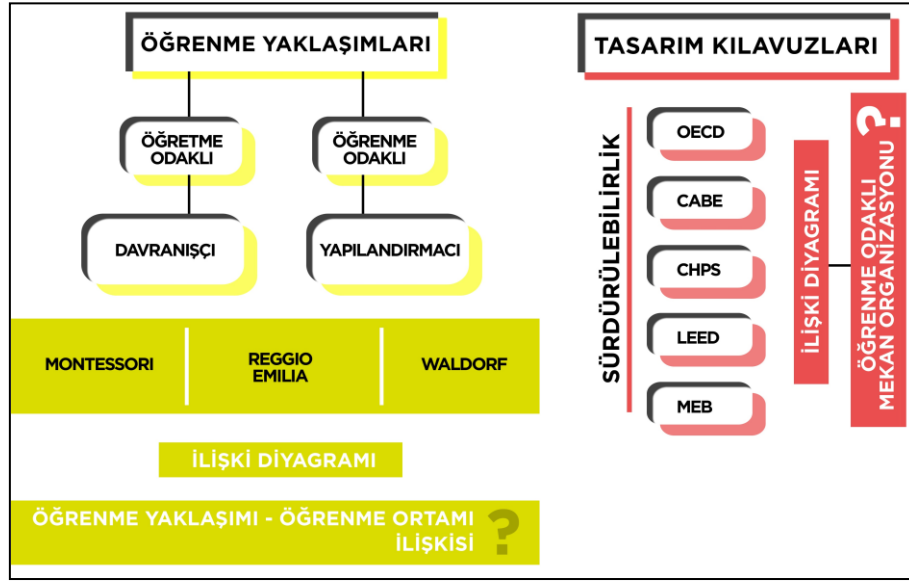 ÖĞRENME YAKLAŞIMLARI
ÖĞRETME
ODAKLI
ÖĞRENME
ODAKLI
DAVRANIŞÇI
YAPILANDIRMACI
MONTESSORI
REGGIO
EMILIA
WALDORF
İLİŞKİ DİYAGRAMI
ÖĞRENME YAKLAŞIMI - ÖĞRENME ORTAMI
İLİŞKİSİ ?
TASARIM KILAVUZLARI
SÜRDÜRÜLEBİLİRLİK
OECD
CABE
CHPS
LEED
MEB
İLİŞKİ DİYAGRAMI
ÖĞRENME ODAKLI
MEKAN ORGANİZASYONU ?